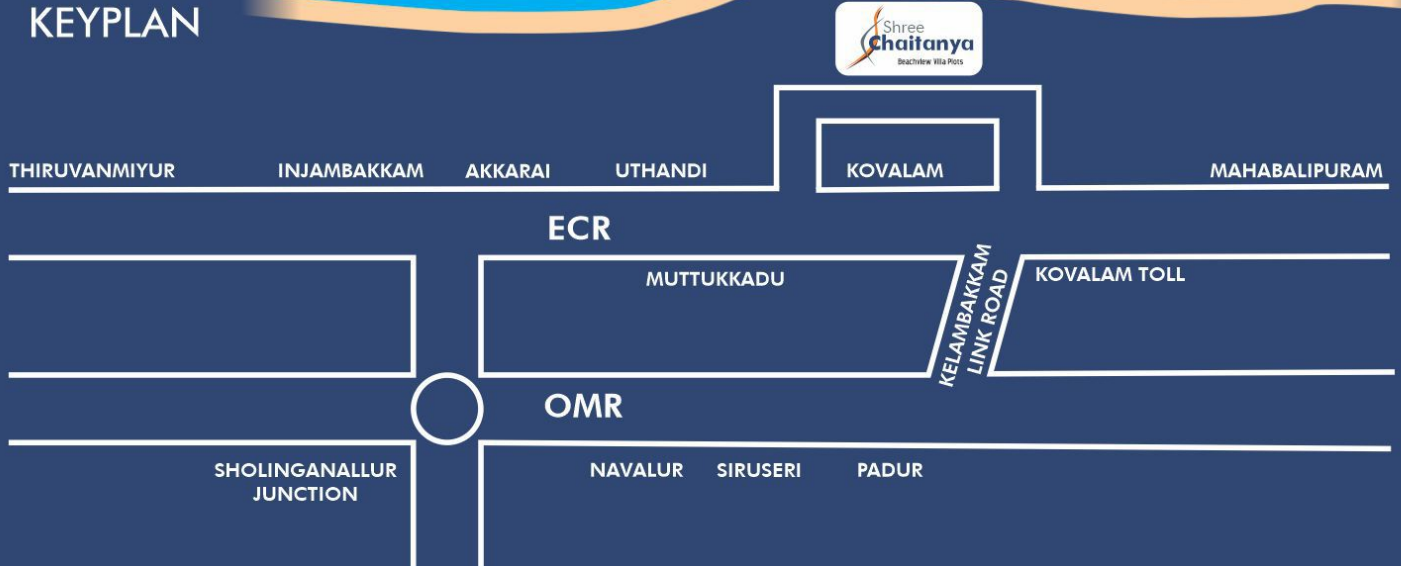 KEYPLAN
Shree
Chaitanya
Beachview Villa Plots
THIRUVANMIYUR
INJAMBAKKAM
AKKARAI
UTHANDI
KOVALAM
MAHABALIPURAM
ECR
MUTTUKKADU
KELAMBAKKAM
LINK ROAD
KOVALAM TOLL
OMR
SHOLINGANALLUR
JUNCTION
NAVALUR
SIRUSERI
PADUR